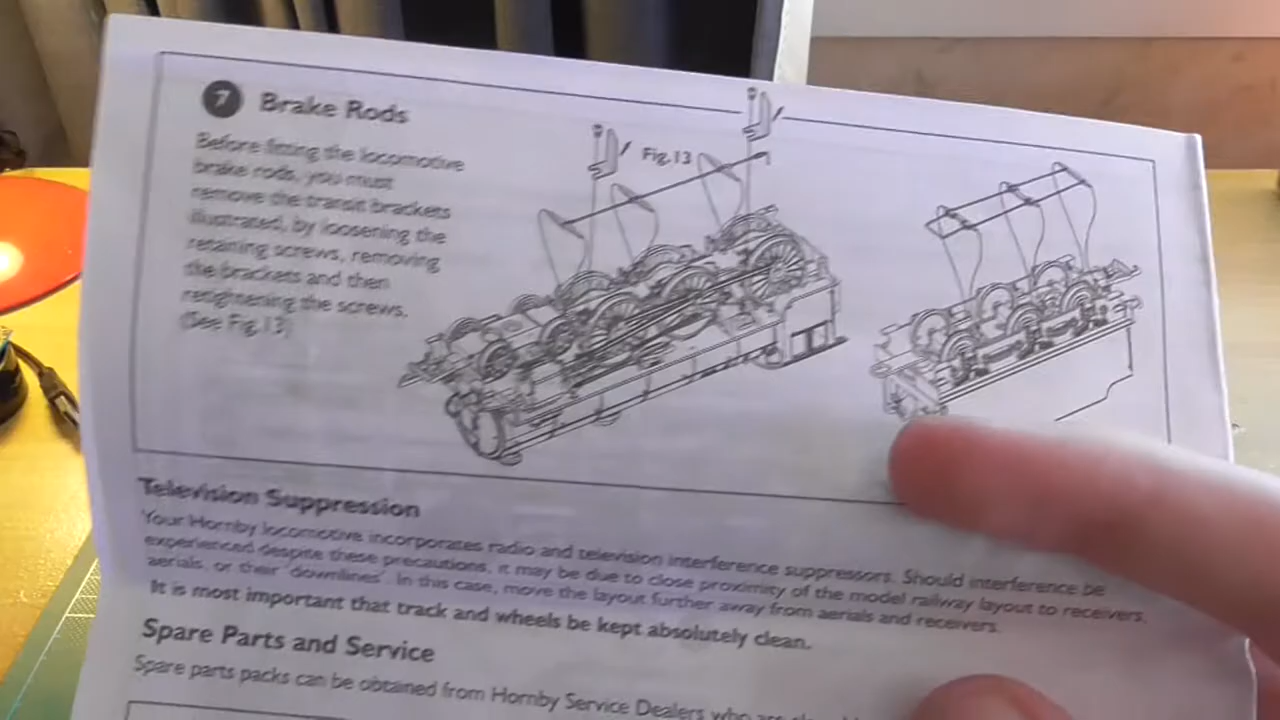 7 Brake Rods
Before fitting the locomotive
brake rods, you must
remove the transit brackets
illustrated, by loosening the
retaining screws, removing
the brackets and then
retightening the screws.
(See Fig.13)
Fig.13
Television Suppression
Your Hornby locomotive incorporates radio and television interference suppressors. Should interference be
experienced despite these precautions, it may be due to close proximity of the model railway layout to receivers,
aerials, or their 'downlines'. In this case, move the layout further away from aerials and receivers.
It is most important that track and wheels be kept absolutely clean.
Spare Parts and Service
Spare parts packs can be obtained from Hornby Service Dealers who are